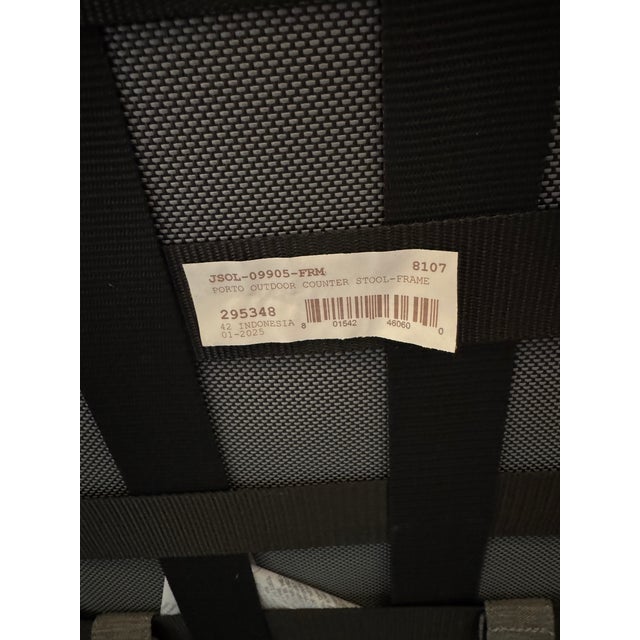 JSOL-09905-FRM 8107
PORTO OUTDOOR COUNTER STOOL-FRAME
295348
42 INDONESIA
01-2025
8 01542 46060 0